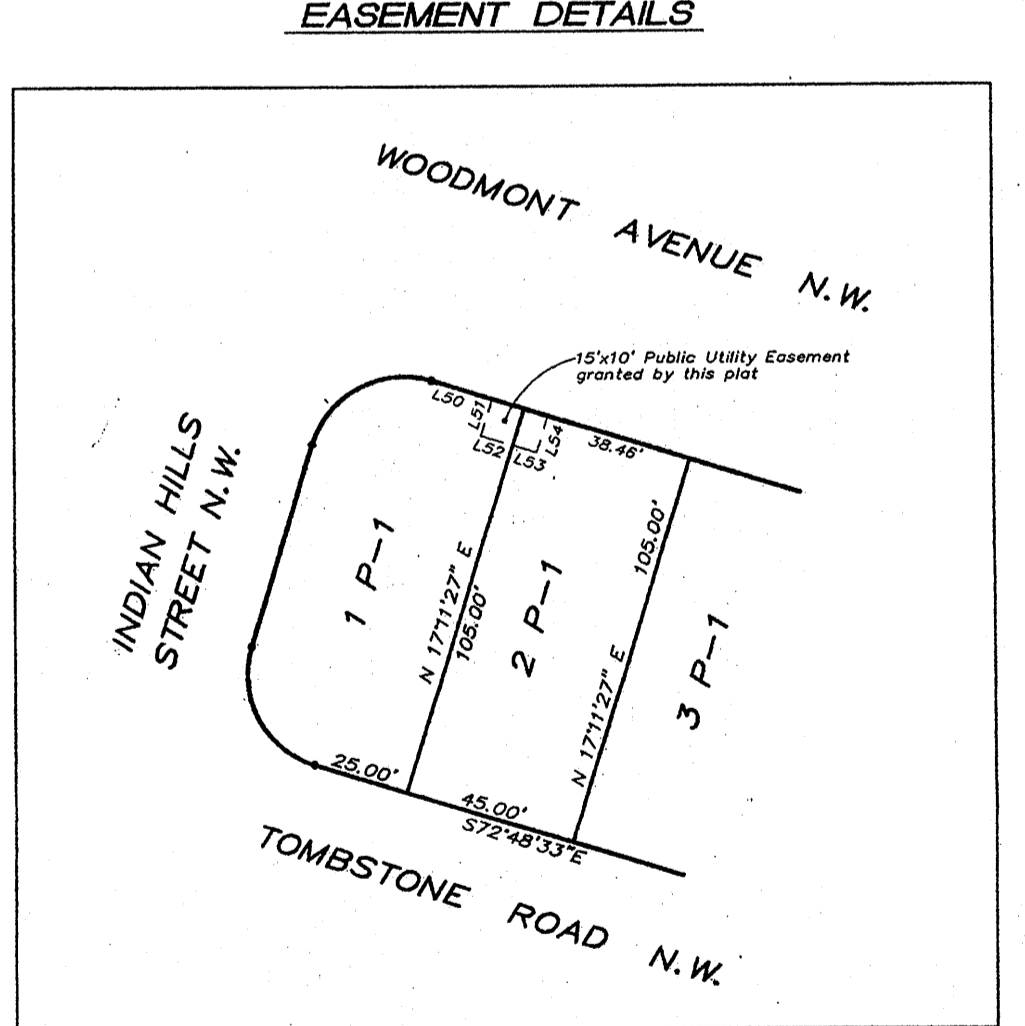 EASEMENT DETAILS
WOODMONT AVENUE N.W.
15'x10' Public Utility Easement
granted by this plat
L50
L51
L52
L53
L54
38.46'
INDIAN HILLS
STREET N.W.
1 P-1
N 17°11'27" E
105.00'
2 P-1
105.00'
N 17°11'27" E
3 P-1
25.00'
45.00'
S72°48'33"E
TOMBSTONE ROAD N.W.